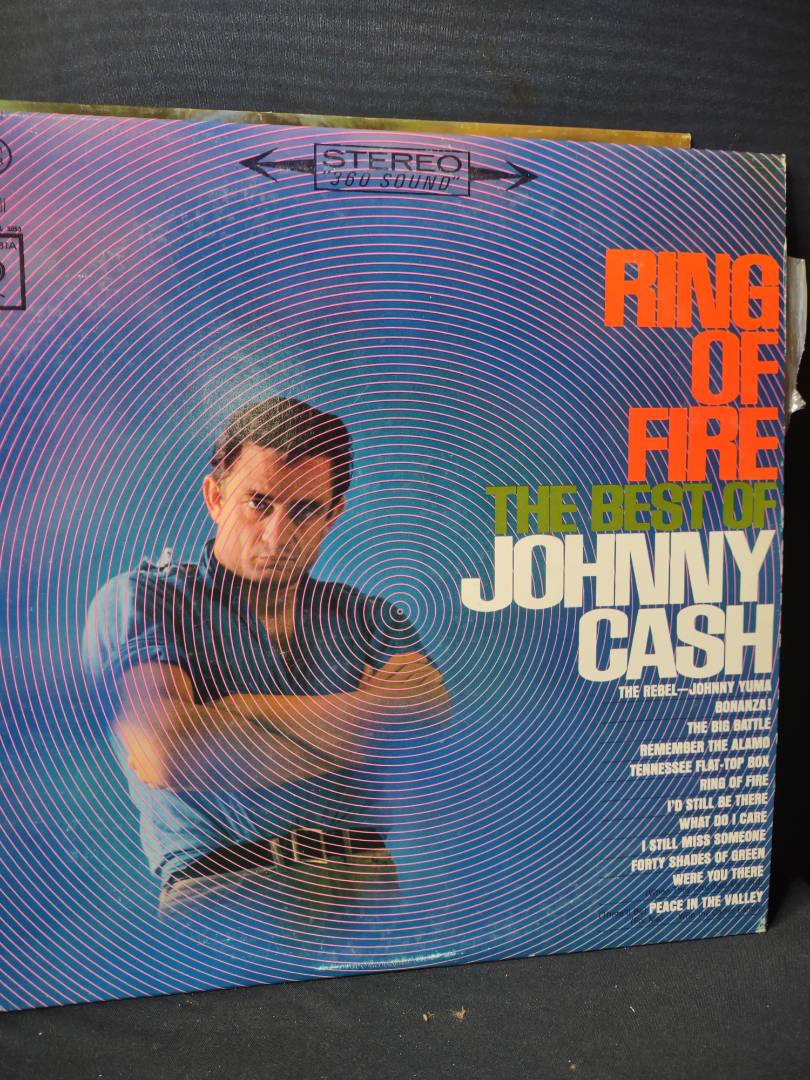 STEREO
"360 SOUND"
RING
OF
FIRE
THE BEST OF
JOHNNY
CASH
THE REBEL—JOHNNY YUMA
BONANZA!
THE BIG BATTLE
REMEMBER THE ALAMO
TENNESSEE FLAT-TOP BOX
RING OF FIRE
I'D STILL BE THERE
WHAT DO I CARE
I STILL MISS SOMEONE
FORTY SHADES OF GREEN
WERE YOU THERE
PEACE IN THE VALLEY